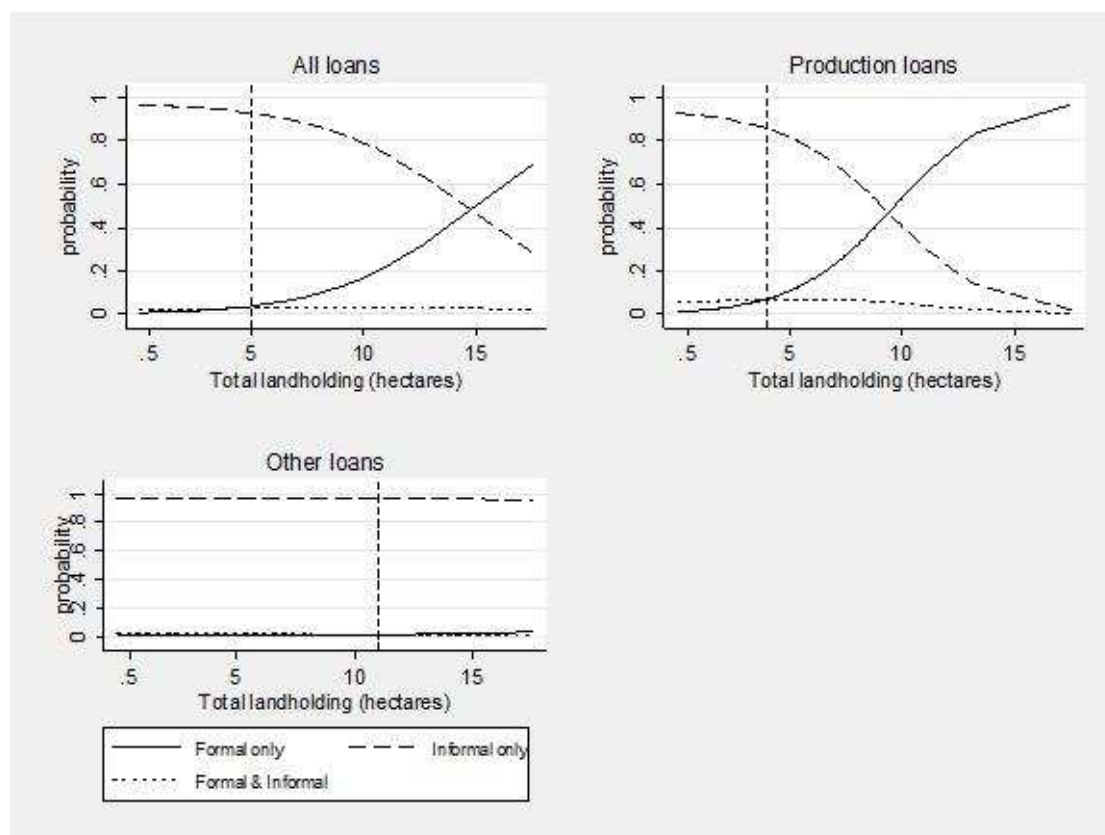 All loans
probability
1
.8
.6
.4
.2
0
.5 5 10 15
Total landholding (hectares)
Production loans
probability
1
.8
.6
.4
.2
0
.5 5 10 15
Total landholding (hectares)
Other loans
probability
1
.8
.6
.4
.2
0
.5 5 10 15
Total landholding (hectares)
Formal only Informal only
Formal & Informal